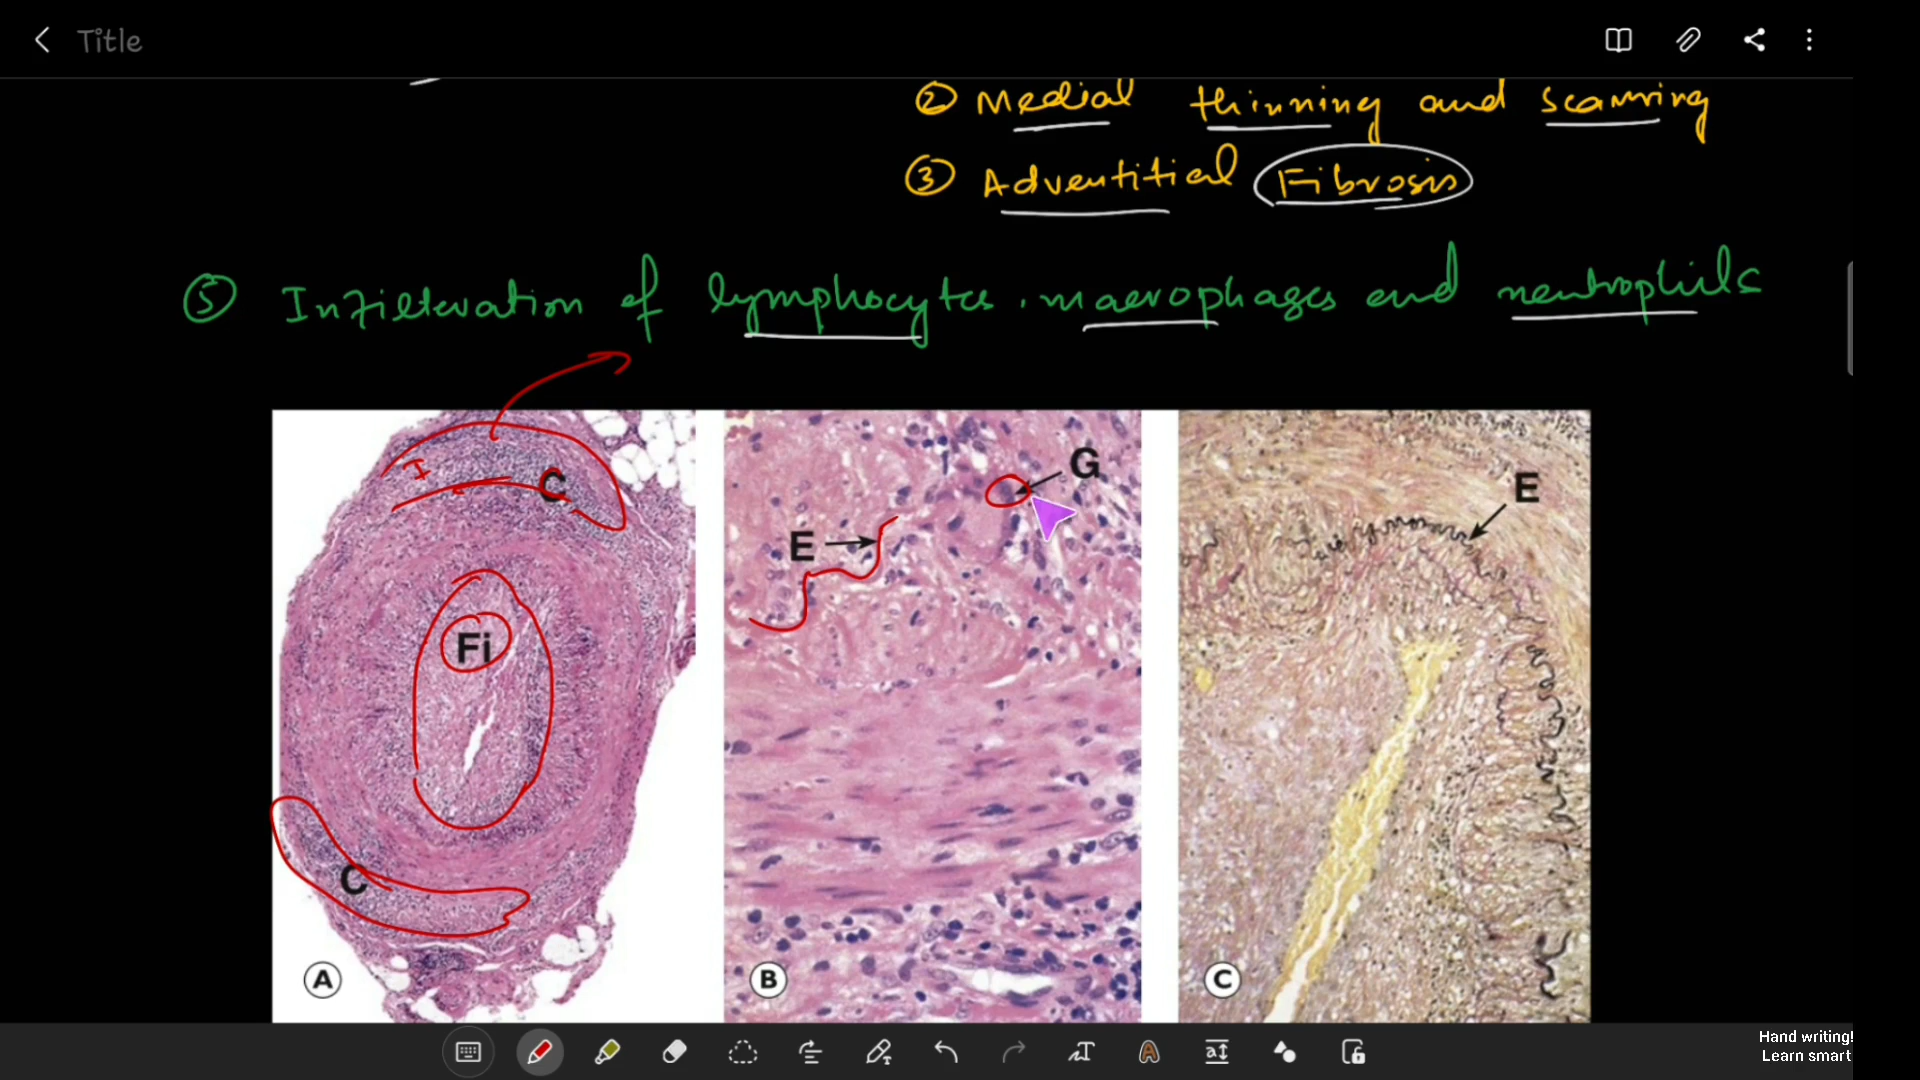 Title
② Medial thinning and scarring
③ Adventitial Fibrosis
⑤ Infilteration of lymphocytes, macrophages and neutrophils
I
C
G
E
E
Fi
C
A
B
C
Hand writing!
Learn smart